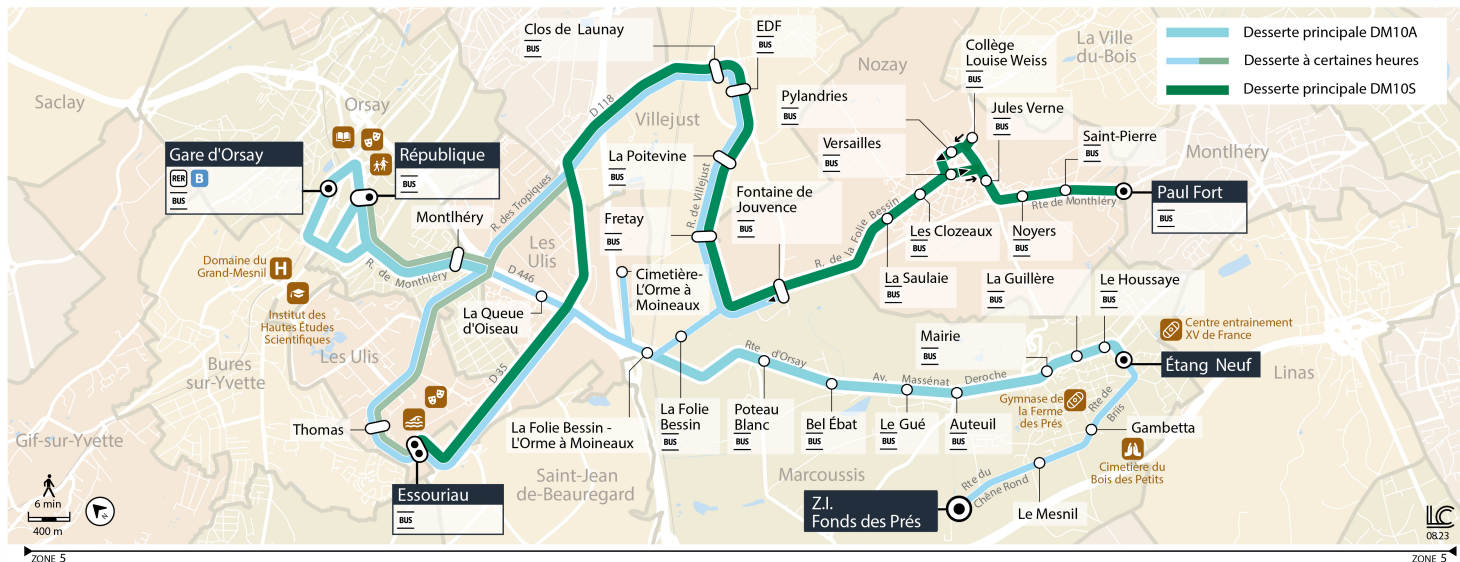 Desserte principale DM10A
Desserte à certaines heures
Desserte principale DM10S
La Ville
du-Bois
Saclay
Orsay
Villejust
Nozay
Montlhéry
Les
Ulis
Les Ulis
Bures
sur-Yvette
Gif-sur-Yvette
Saint-Jean
de-Beauregard
Marcoussis
Linas
Clos de Launay
BUS
EDF
BUS
Collège
Louise Weiss
BUS
Pylandries
BUS
Jules Verne
BUS
Versailles
BUS
Saint-Pierre
BUS
Gare d'Orsay
RER B
BUS
République
BUS
La Poitevine
BUS
Fontaine de
Jouvence
BUS
Paul Fort
BUS
Montlhéry
Fretay
BUS
Les Clozeaux
BUS
Noyers
BUS
Cimetière-
L'Orme à
Moineaux
La Saulaie
BUS
La Guillère
BUS
Le Houssaye
BUS
La Queue
d'Oiseau
Mairie
BUS
Étang Neuf
Thomas
La Folie Bessin -
L'Orme à Moineaux
La Folie
Bessin
BUS
Poteau
Blanc
BUS
Bel Ébat
BUS
Le Gué
BUS
Auteuil
BUS
Gambetta
Essouriau
BUS
Z.I.
Fonds des Prés
Le Mesnil
D 118
R. des Tropiques
R. de Villejust
R. de la Folie Bessin
Rte de Monthléry
R. de Monthléry
D 446
D 35
Rte d'Orsay
Av. Massénat Deroche
Rte de
Briis
Rte du
Chêne Rond
Domaine du
Grand-Mesnil
H
Institut des
Hautes Études
Scientifiques
Centre entrainement
XV de France
Gymnase de
la Ferme
des Prés
Cimetière du
Bois des Petits
6 min
400 m
N
LC
08.23
ZONE 5
ZONE 5